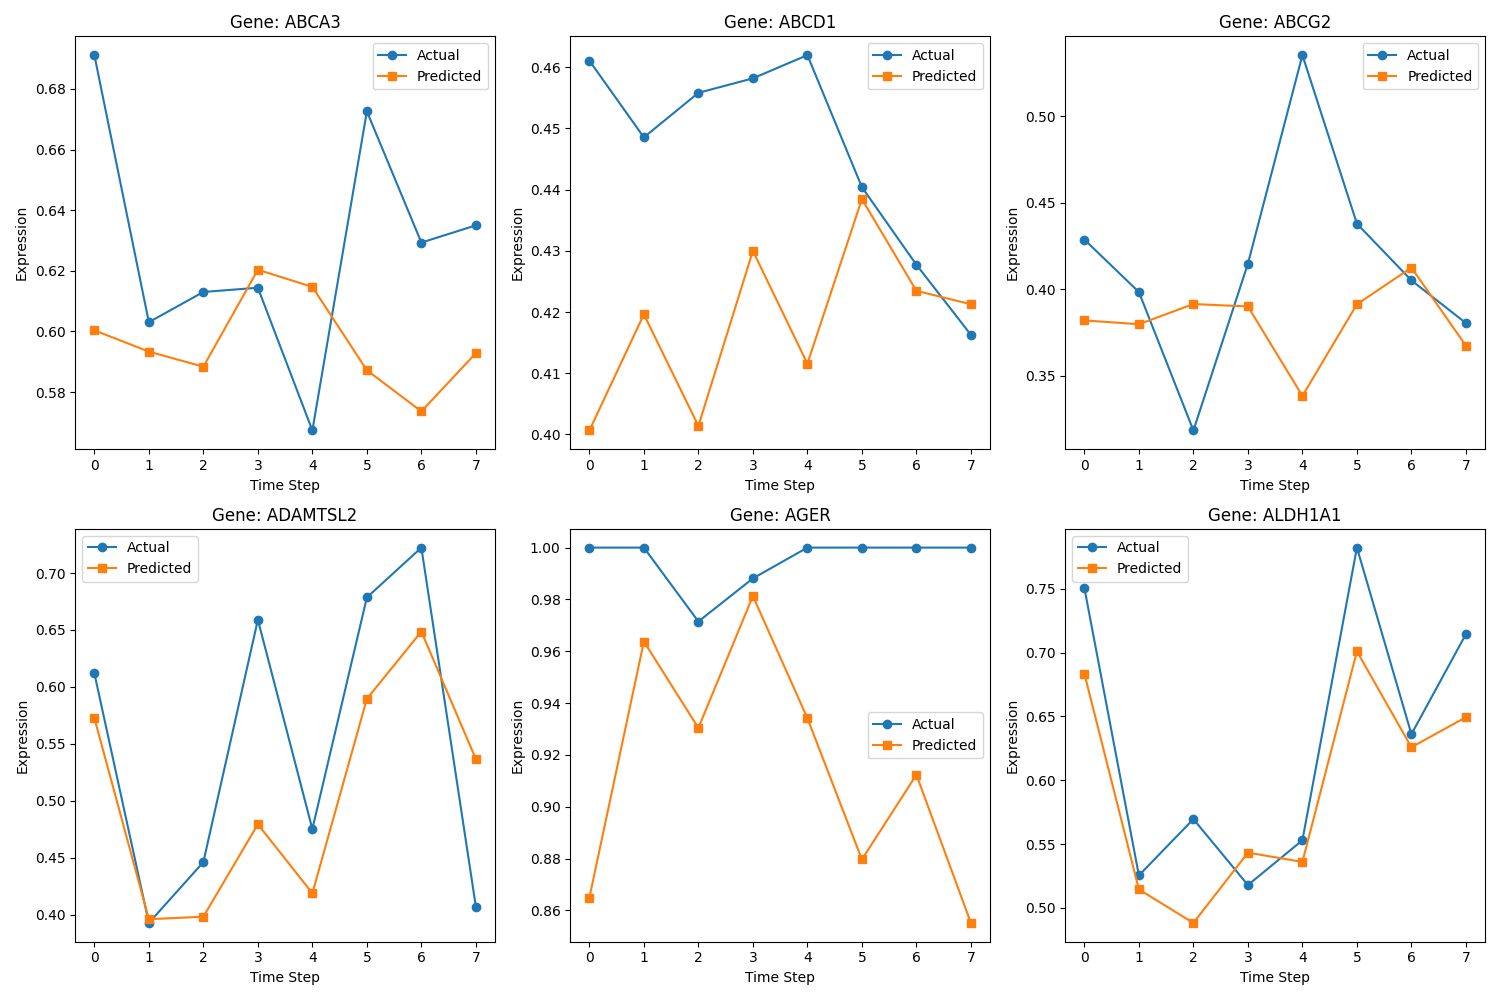 Gene: ABCA3
Actual
Predicted
Expression
0.68
0.66
0.64
0.62
0.60
0.58
0 1 2 3 4 5 6 7
Time Step
Gene: ABCD1
Actual
Predicted
Expression
0.46
0.45
0.44
0.43
0.42
0.41
0.40
0 1 2 3 4 5 6 7
Time Step
Gene: ABCG2
Actual
Predicted
Expression
0.50
0.45
0.40
0.35
0 1 2 3 4 5 6 7
Time Step
Gene: ADAMTSL2
Actual
Predicted
Expression
0.70
0.65
0.60
0.55
0.50
0.45
0.40
0 1 2 3 4 5 6 7
Time Step
Gene: AGER
Actual
Predicted
Expression
1.00
0.98
0.96
0.94
0.92
0.90
0.88
0.86
0 1 2 3 4 5 6 7
Time Step
Gene: ALDH1A1
Actual
Predicted
Expression
0.75
0.70
0.65
0.60
0.55
0.50
0 1 2 3 4 5 6 7
Time Step